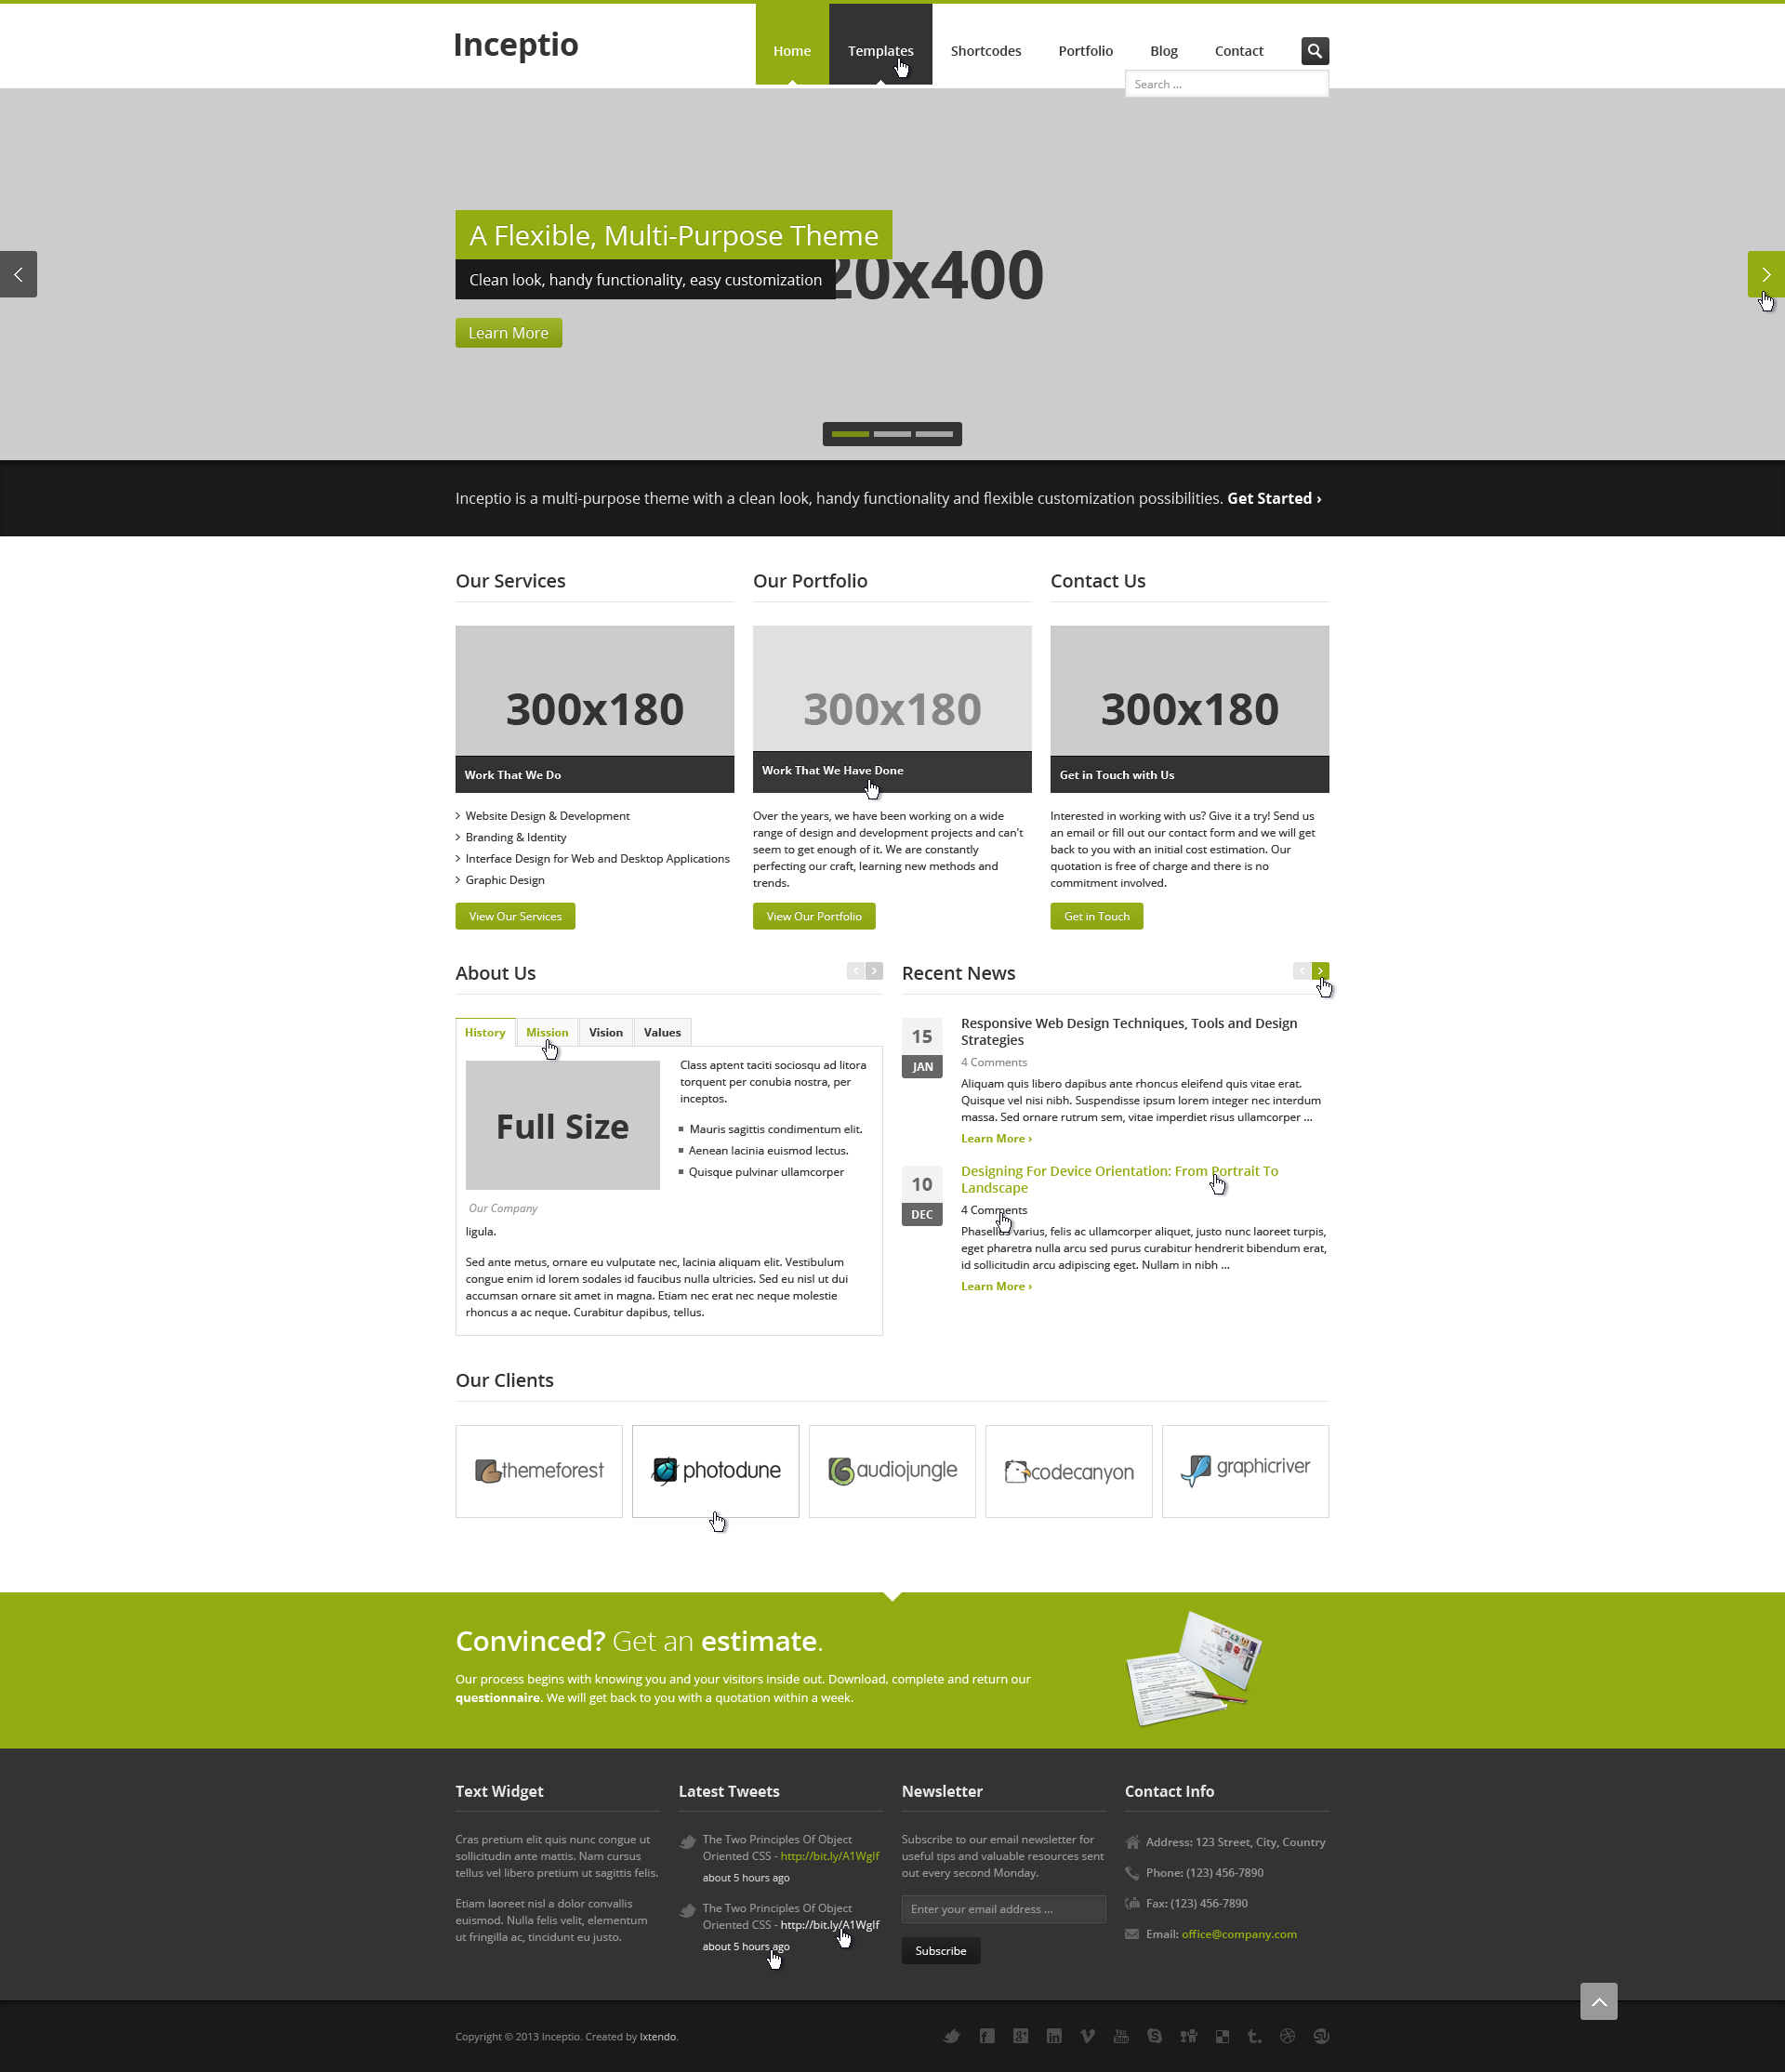 Inceptio
Home
Templates
Shortcodes
Portfolio
Blog
Contact
Search ...
A Flexible, Multi-Purpose Theme
20x400
Clean look, handy functionality, easy customization
Learn More
Inceptio is a multi-purpose theme with a clean look, handy functionality and flexible customization possibilities. Get Started ›
Our Services
300x180
Work That We Do
Website Design & Development
Branding & Identity
Interface Design for Web and Desktop Applications
Graphic Design
View Our Services
Our Portfolio
300x180
Work That We Have Done
Over the years, we have been working on a wide
range of design and development projects and can't
seem to get enough of it. We are constantly
perfecting our craft, learning new methods and
trends.
View Our Portfolio
Contact Us
300x180
Get in Touch with Us
Interested in working with us? Give it a try! Send us
an email or fill out our contact form and we will get
back to you with an initial cost estimation. Our
quotation is free of charge and there is no
commitment involved.
Get in Touch
About Us
History
Mission
Vision
Values
Full Size
Our Company
Class aptent taciti sociosqu ad litora
torquent per conubia nostra, per
inceptos.
Mauris sagittis condimentum elit.
Aenean lacinia euismod lectus.
Quisque pulvinar ullamcorper
ligula.
Sed ante metus, ornare eu vulputate nec, lacinia aliquam elit. Vestibulum
congue enim id lorem sodales id faucibus nulla ultricies. Sed eu nisl ut dui
accumsan ornare sit amet in magna. Etiam nec erat nec neque molestie
rhoncus a ac neque. Curabitur dapibus, tellus.
Recent News
15
JAN
Responsive Web Design Techniques, Tools and Design
Strategies
4 Comments
Aliquam quis libero dapibus ante rhoncus eleifend quis vitae erat.
Quisque vel nisi nibh. Suspendisse ipsum lorem integer nec interdum
massa. Sed ornare rutrum sem, vitae imperdiet risus ullamcorper ...
Learn More ›
10
DEC
Designing For Device Orientation: From Portrait To
Landscape
4 Comments
Phasellus varius, felis ac ullamcorper aliquet, justo nunc laoreet turpis,
eget pharetra nulla arcu sed purus curabitur hendrerit bibendum erat,
id sollicitudin arcu adipiscing eget. Nullam in nibh ...
Learn More ›
Our Clients
themeforest
photodune
audiojungle
codecanyon
graphicriver
Convinced? Get an estimate.
Our process begins with knowing you and your visitors inside out. Download, complete and return our
questionnaire. We will get back to you with a quotation within a week.
Text Widget
Cras pretium elit quis nunc congue ut
sollicitudin ante mattis. Nam cursus
tellus vel libero pretium ut sagittis felis.
Etiam laoreet nisl a dolor convallis
euismod. Nulla felis velit, elementum
ut fringilla ac, tincidunt eu justo.
Latest Tweets
The Two Principles Of Object
Oriented CSS - http://bit.ly/A1Wglf
about 5 hours ago
The Two Principles Of Object
Oriented CSS - http://bit.ly/A1Wglf
about 5 hours ago
Newsletter
Subscribe to our email newsletter for
useful tips and valuable resources sent
out every second Monday.
Enter your email address ...
Subscribe
Contact Info
Address: 123 Street, City, Country
Phone: (123) 456-7890
Fax: (123) 456-7890
Email: office@company.com
Copyright © 2013 Inceptio. Created by Ixtendo.